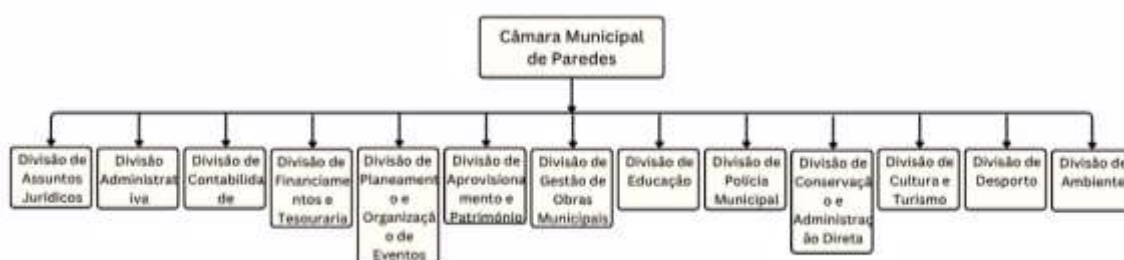 Câmara Municipal
de Paredes
Divisão de
Assuntos
Jurídicos
Divisão
Administrat
iva
Divisão de
Contabilida
de
Divisão de
Financiame
ntos e
Tesouraria
Divisão de
Planeament
o e
Organizaçã
o de
Eventos
Divisão de
Aprovisiona
mento e
Património
Divisão de
Gestão de
Obras
Municipais
Divisão de
Educação
Divisão de
Polícia
Municipal
Divisão de
Conservaçã
o e
Administraç
ão Direta
Divisão de
Cultura e
Turismo
Divisão de
Desporto
Divisão de
Ambiente